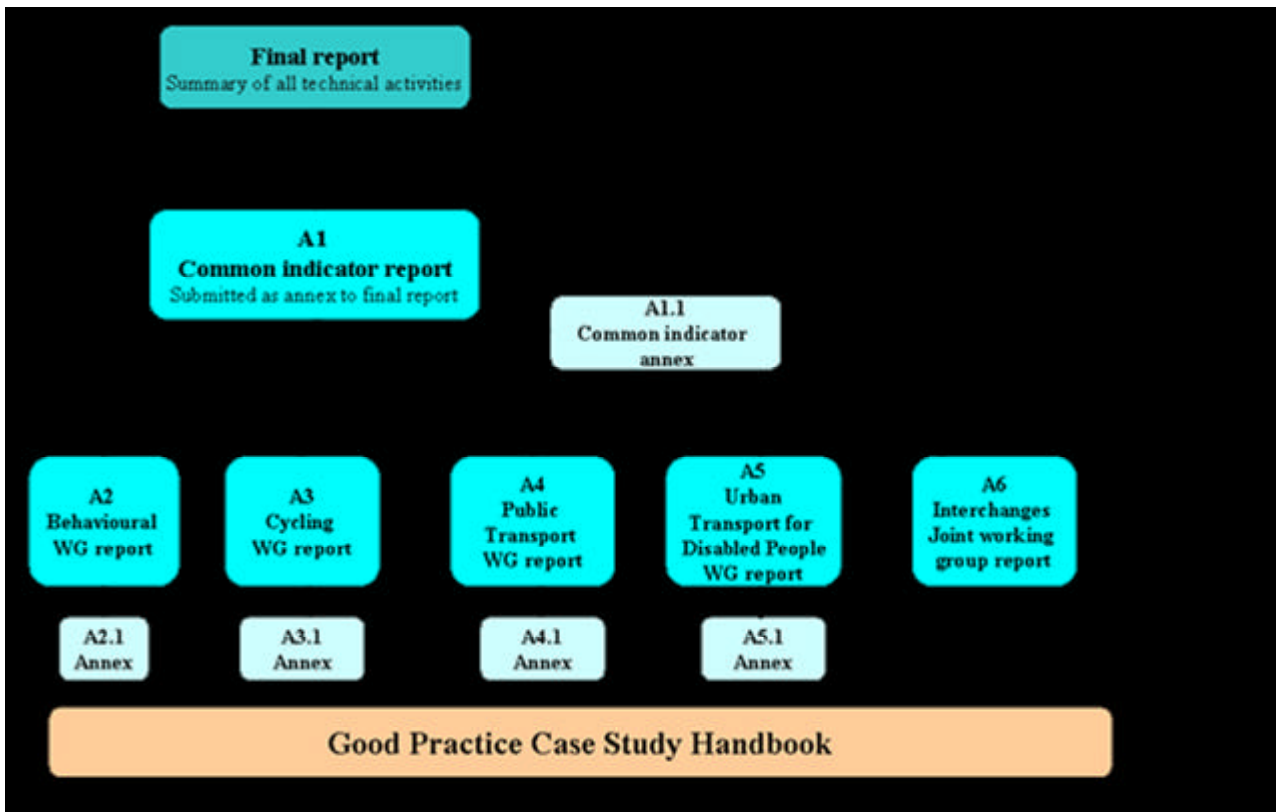 Final report
Summary of all technical activities
A1
Common indicator report
Submitted as annex to final report
A1.1
Common indicator
annex
A2
Behavioural
WG report
A3
Cycling
WG report
A4
Public
Transport
WG report
A5
Urban
Transport for
Disabled People
WG report
A6
Interchanges
Joint working
group report
A2.1
Annex
A3.1
Annex
A4.1
Annex
A5.1
Annex
Good Practice Case Study Handbook